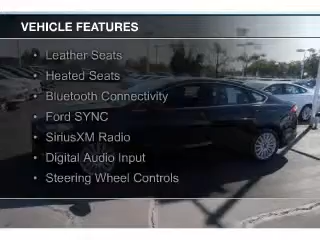 VEHICLE FEATURES
• Leather Seats
• Heated Seats
• Bluetooth Connectivity
• Ford SYNC
• SiriusXM Radio
• Digital Audio Input
• Steering Wheel Controls